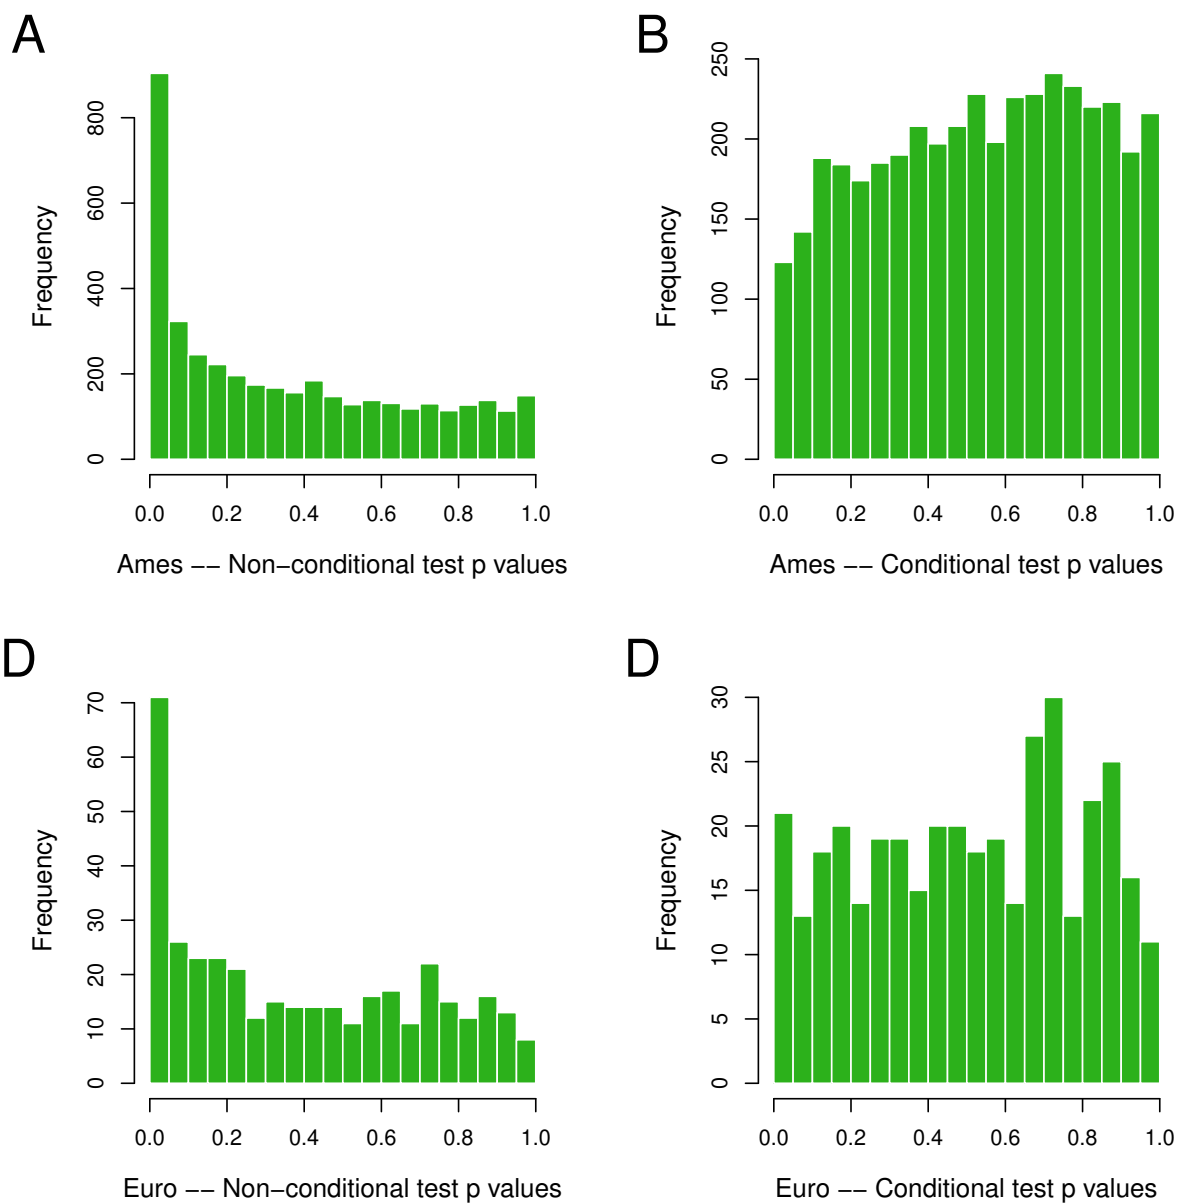 A
Frequency
0 200 400 600 800
0.0 0.2 0.4 0.6 0.8 1.0
Ames −− Non−conditional test p values
B
Frequency
0 50 100 150 200 250
0.0 0.2 0.4 0.6 0.8 1.0
Ames −− Conditional test p values
D
Frequency
0 10 20 30 40 50 60 70
0.0 0.2 0.4 0.6 0.8 1.0
Euro −− Non−conditional test p values
D
Frequency
0 5 10 15 20 25 30
0.0 0.2 0.4 0.6 0.8 1.0
Euro −− Conditional test p values